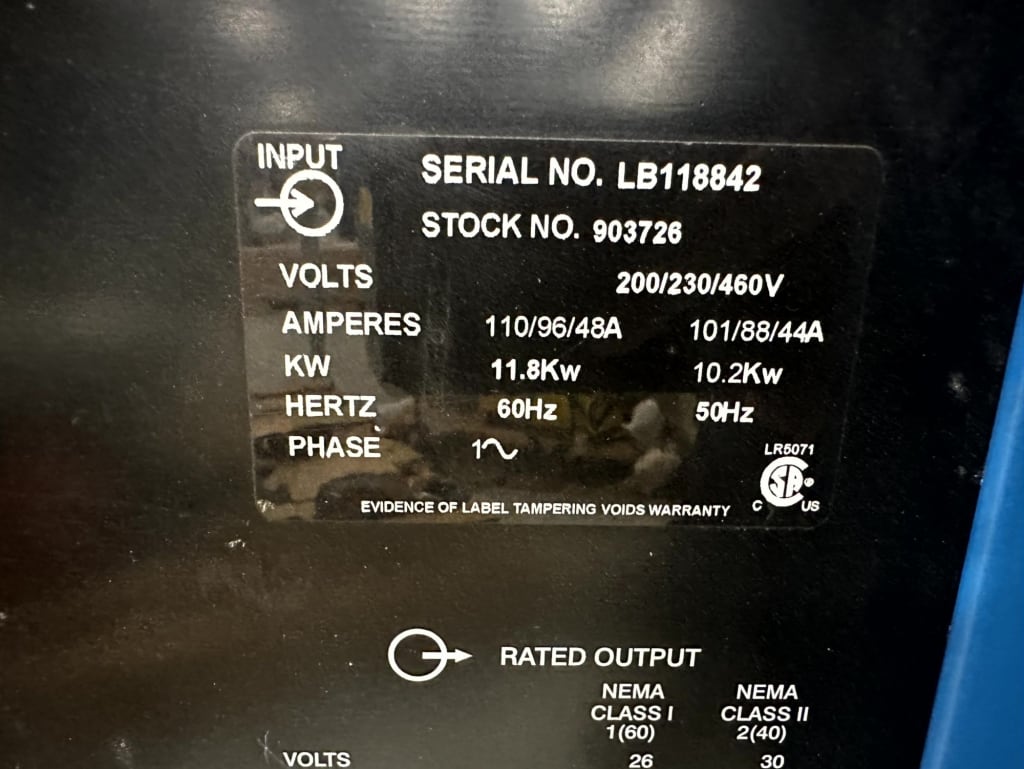 INPUT
SERIAL NO. LB118842
STOCK NO. 903726
VOLTS 200/230/460V
AMPERES 110/96/48A 101/88/44A
KW 11.8Kw 10.2Kw
HERTZ 60Hz 50Hz
PHASE 1
LR5071
SA
C US
EVIDENCE OF LABEL TAMPERING VOIDS WARRANTY
RATED OUTPUT
NEMA NEMA
CLASS I CLASS II
1(60) 2(40)
VOLTS 26 30